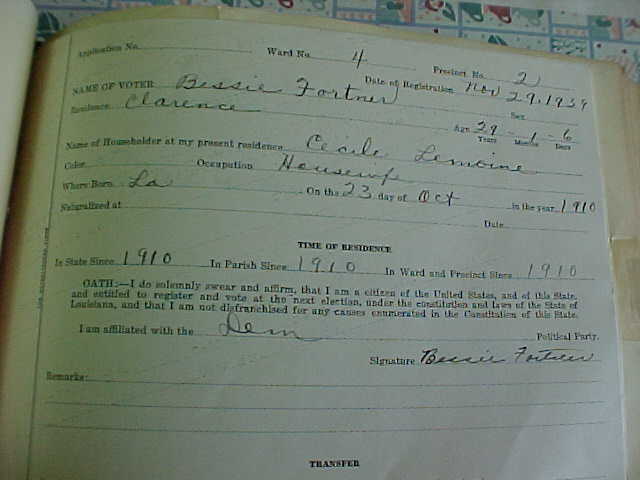 Application No. Ward No. 4 Precinct No. 2
Date of Registration Nov 29, 1939
NAME OF VOTER Bessie Fortner Sex
Residence Clarence Age 29 - 1 - 6
Years Months Days
Name of Householder at my present residence Cecile Lemoine
Color Occupation Housewife
Where Born La On the 23 day of Oct in the year 1910
Naturalized at Date
TIME OF RESIDENCE
In State Since 1910 In Parish Since 1910 In Ward and Precinct Since 1910
OATH:—I do solemnly swear and affirm, that I am a citizen of the United States, and of this State,
and entitled to register and vote at the next election, under the constitution and laws of the State of
Louisiana, and that I am not disfranchised for any causes enumerated in the Constitution of this State.
I am affiliated with the Dem Political Party.
Signature Bessie Fortner
Remarks:
TRANSFER